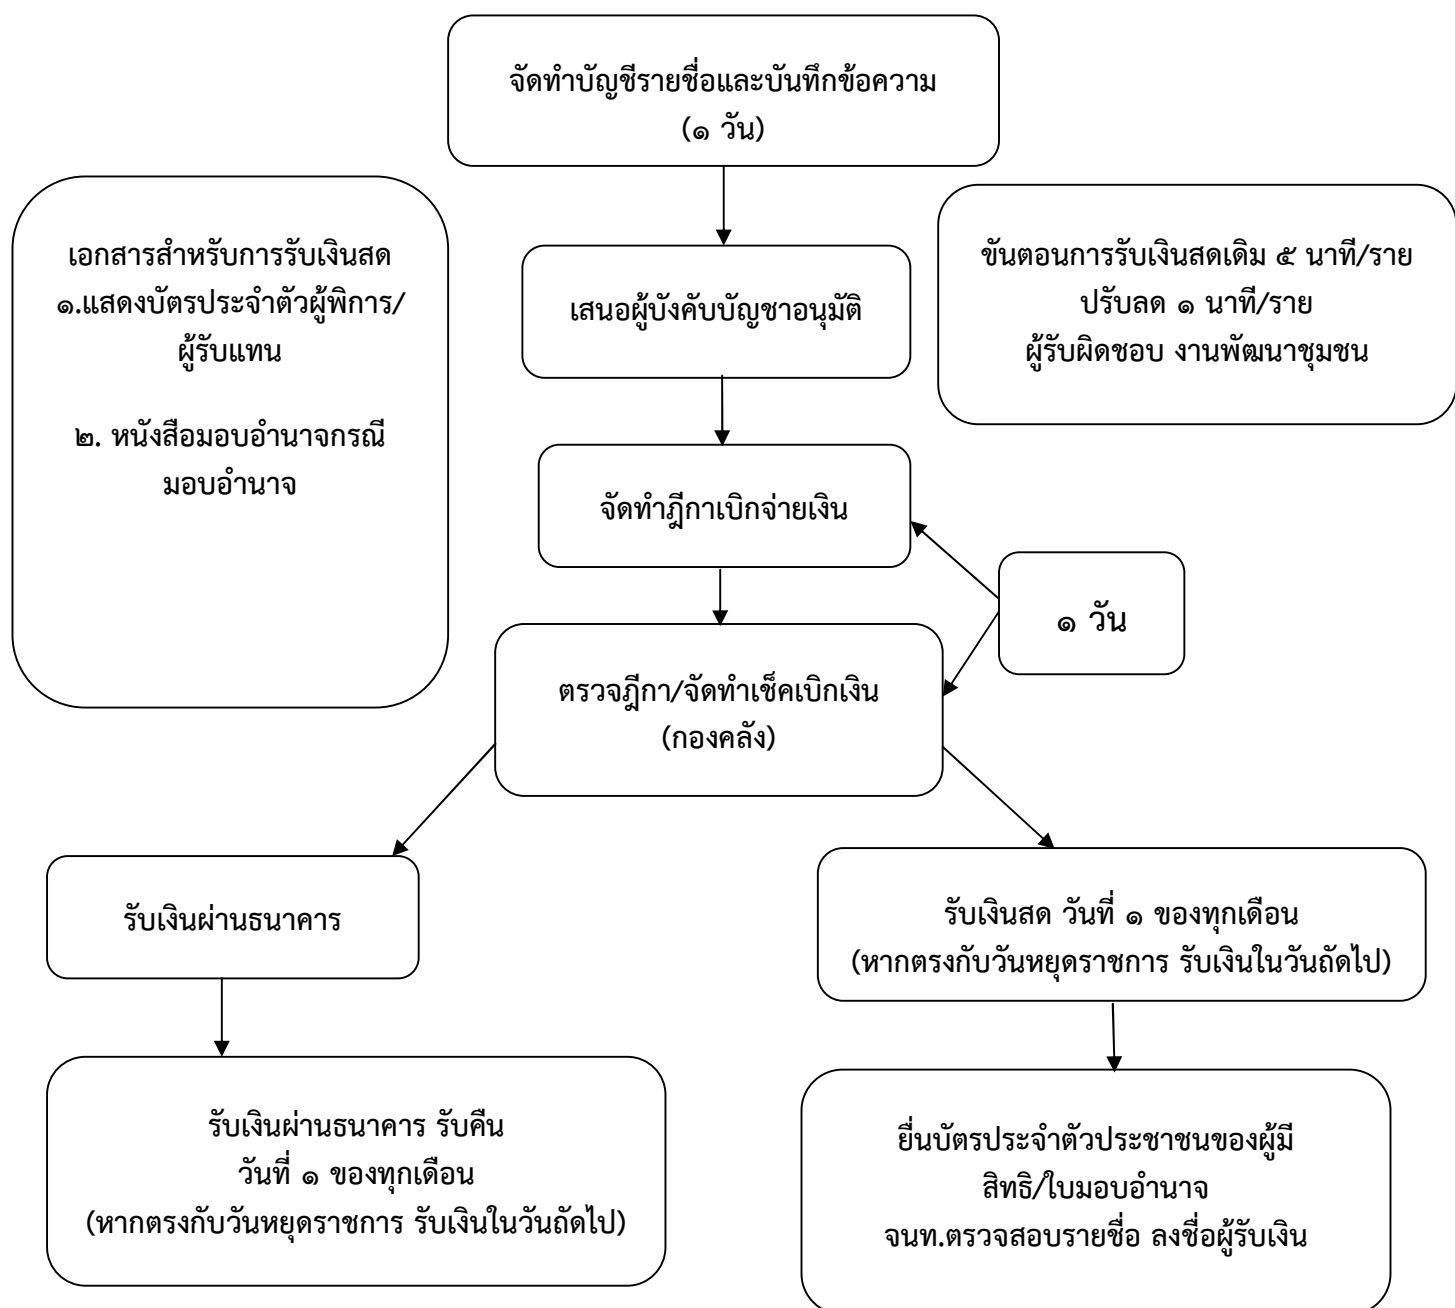 จัดทำบัญชีรายชื่อและบันทึกข้อความ
(๑ วัน)
เอกสารสำหรับการรับเงินสด
๑.แสดงบัตรประจำตัวผู้พิการ/
ผู้รับแทน
๒. หนังสือมอบอำนาจกรณี
มอบอำนาจ
เสนอผู้บังคับบัญชาอนุมัติ
ขันตอนการรับเงินสดเดิม ๕ นาที/ราย
ปรับลด ๑ นาที/ราย
ผู้รับผิดชอบ งานพัฒนาชุมชน
จัดทำฎีกาเบิกจ่ายเงิน
๑ วัน
ตรวจฎีกา/จัดทำเช็คเบิกเงิน
(กองคลัง)
รับเงินผ่านธนาคาร
รับเงินสด วันที่ ๑ ของทุกเดือน
(หากตรงกับวันหยุดราชการ รับเงินในวันถัดไป)
รับเงินผ่านธนาคาร รับคืน
วันที่ ๑ ของทุกเดือน
(หากตรงกับวันหยุดราชการ รับเงินในวันถัดไป)
ยื่นบัตรประจำตัวประชาชนของผู้มี
สิทธิ/ใบมอบอำนาจ
จนท.ตรวจสอบรายชื่อ ลงชื่อผู้รับเงิน